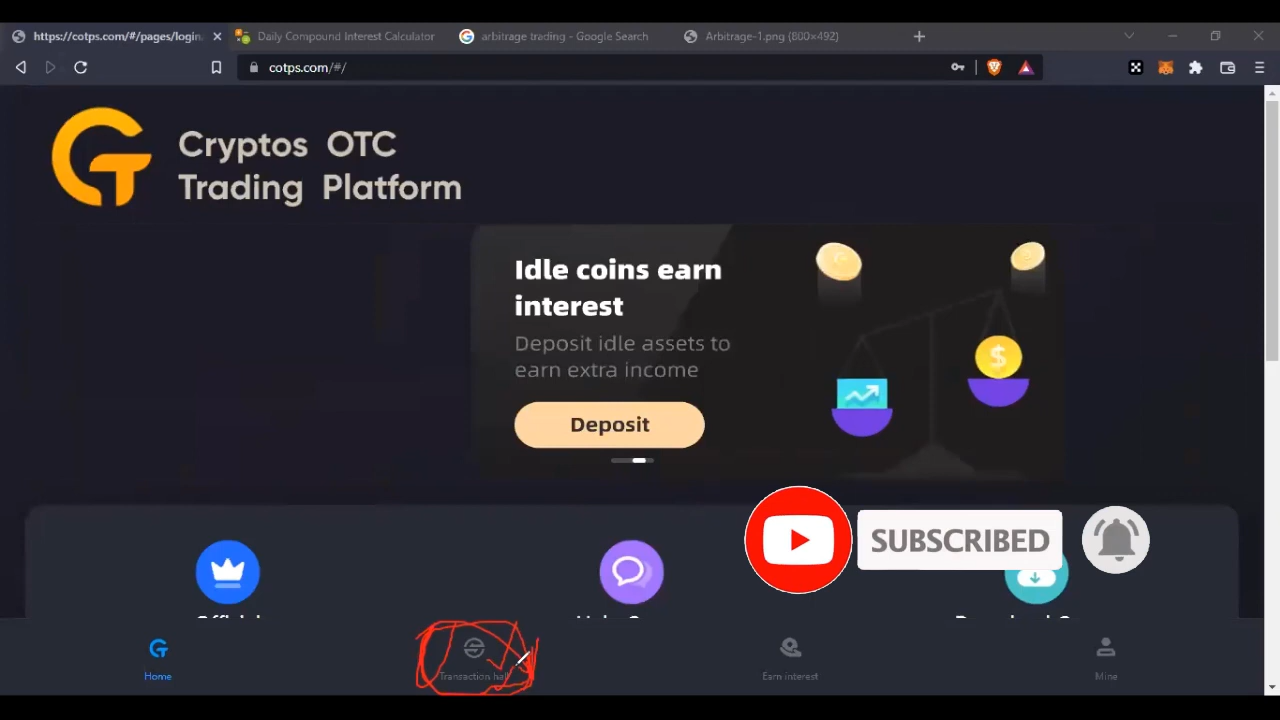 https://cotps.com/#/pages/login
Daily Compound Interest Calculator
arbitrage trading - Google Search
Arbitrage-1.png (800×492)
cotps.com/#/
Cryptos OTC
Trading Platform
Idle coins earn
interest
Deposit idle assets to
earn extra income
Deposit
SUBSCRIBED
Home
Transaction hall
Earn interest
Mine